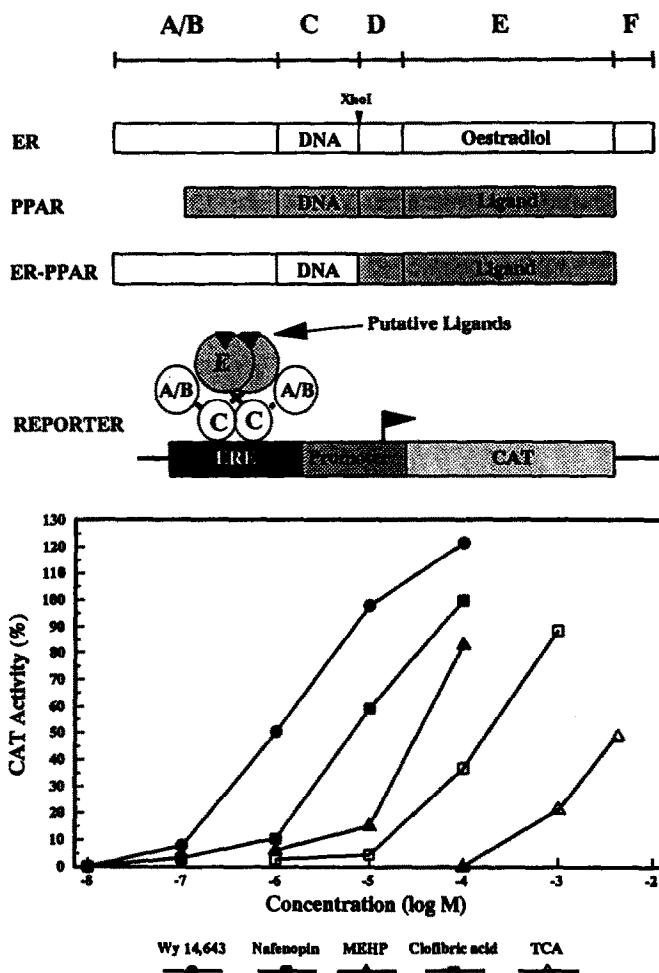 A/B C D E F
XhoI
ER DNA Oestradiol
PPAR DNA Ligand
ER-PPAR DNA Ligand
Putative Ligands
E
A/B A/B
C C
REPORTER
ERE Promoter CAT
CAT Activity (%)
130
120
110
100
90
80
70
60
50
40
30
20
10
0
-8 -7 -6 -5 -4 -3 -2
Concentration (log M)
Wy 14,643 Nafenopin MEHP Clofibric acid TCA